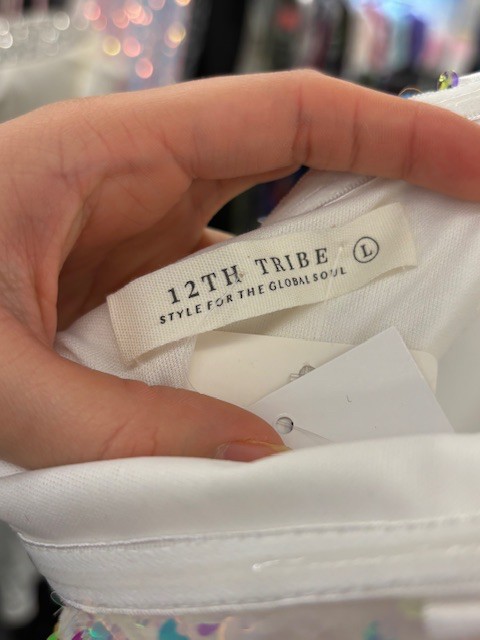 12TH TRIBE L
STYLE FOR THE GLOBAL SOUL